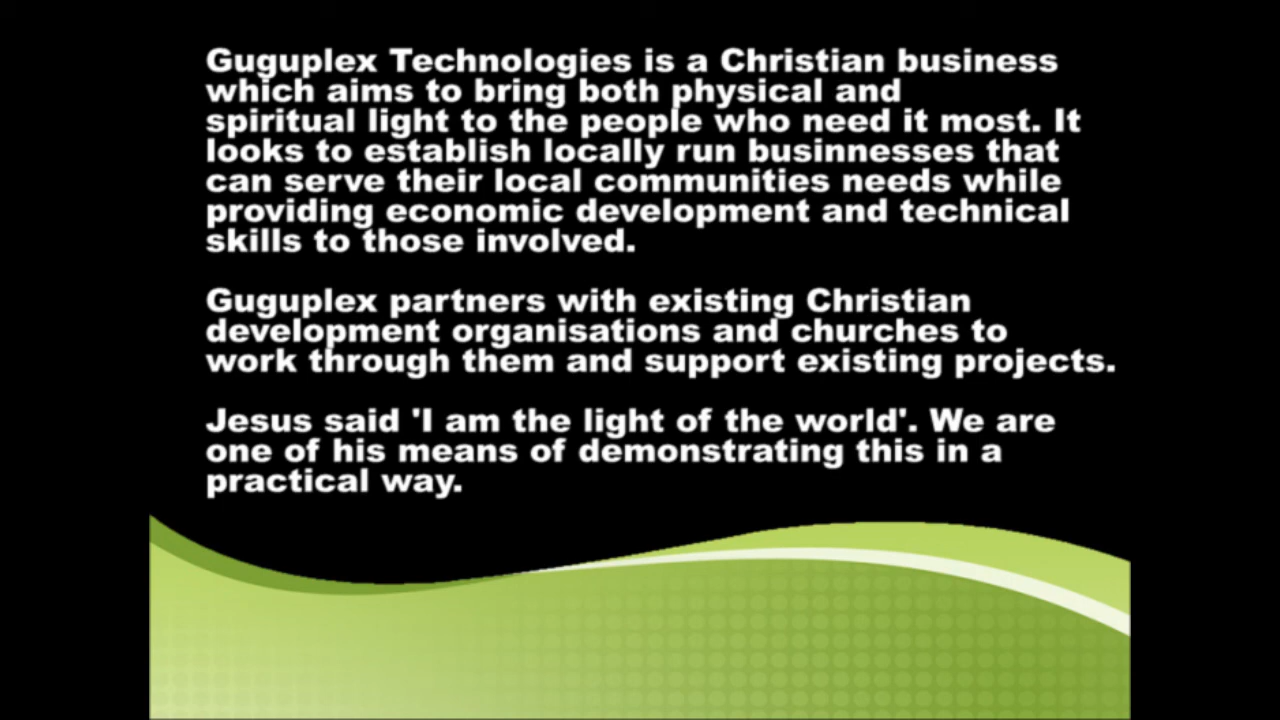 Guguplex Technologies is a Christian business
which aims to bring both physical and
spiritual light to the people who need it most. It
looks to establish locally run businnesses that
can serve their local communities needs while
providing economic development and technical
skills to those involved.
Guguplex partners with existing Christian
development organisations and churches to
work through them and support existing projects.
Jesus said 'I am the light of the world'. We are
one of his means of demonstrating this in a
practical way.